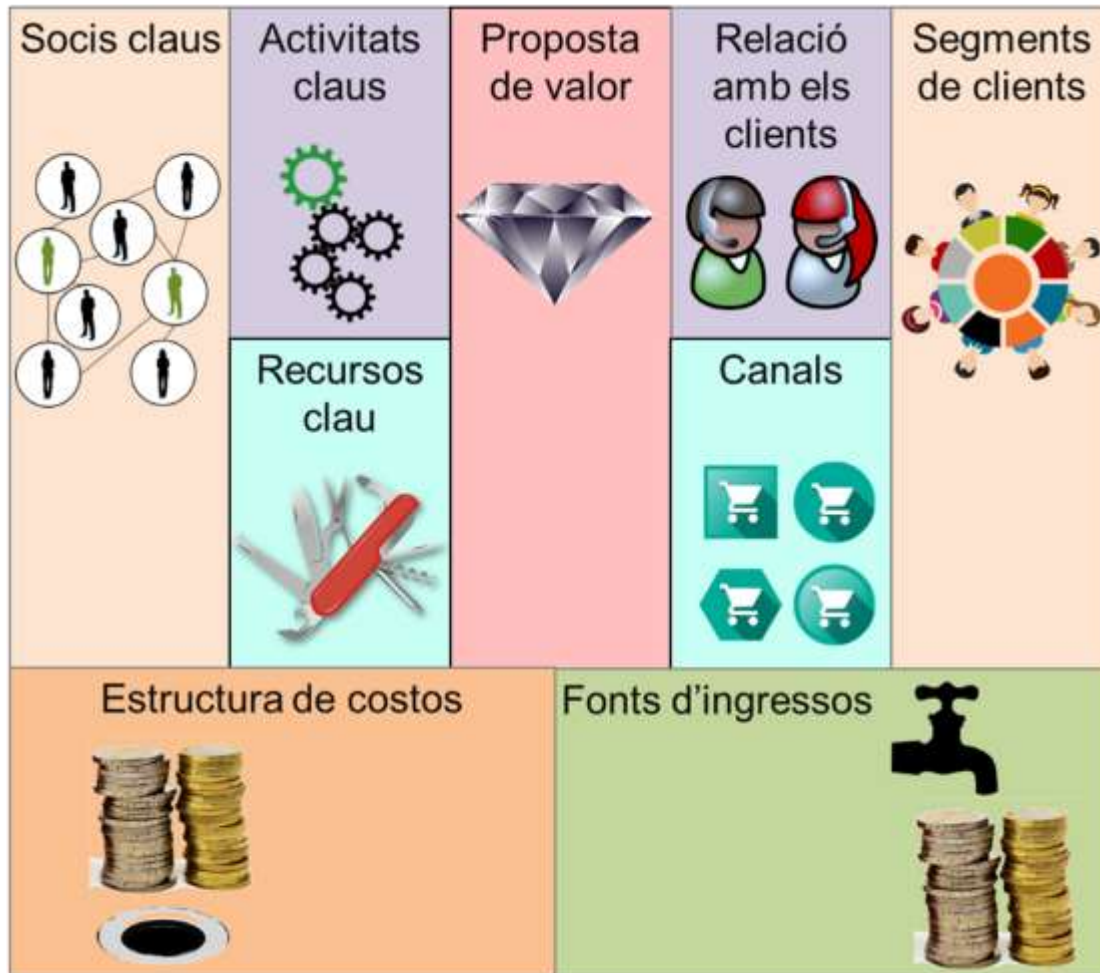 Socis claus
Activitats
claus
Proposta
de valor
Relació
amb els
clients
Segments
de clients
Recursos
clau
Canals
Estructura de costos
Fonts d’ingressos